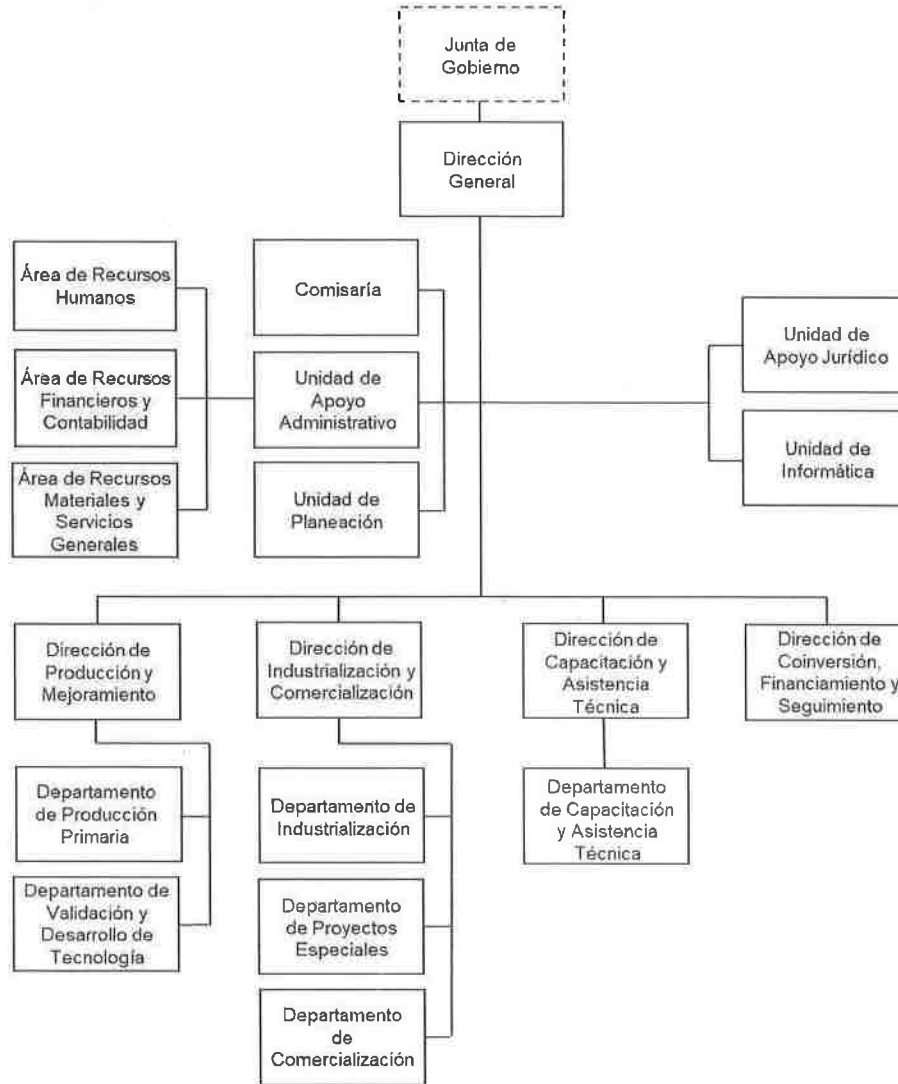 Junta de
Gobierno
Dirección
General
Área de Recursos
Humanos
Comisaría
Unidad de
Apoyo Jurídico
Área de Recursos
Financieros y
Contabilidad
Unidad de
Apoyo
Administrativo
Unidad de
Informática
Área de Recursos
Materiales y
Servicios
Generales
Unidad de
Planeación
Dirección de
Producción y
Mejoramiento
Dirección de
Industrialización y
Comercialización
Dirección de
Capacitación y
Asistencia
Técnica
Dirección de
Coinversión,
Financiamiento y
Seguimiento
Departamento
de Producción
Primaria
Departamento de
Industrialización
Departamento
de Capacitación
y Asistencia
Técnica
Departamento de
Validación y
Desarrollo de
Tecnología
Departamento
de Proyectos
Especiales
Departamento
de
Comercialización